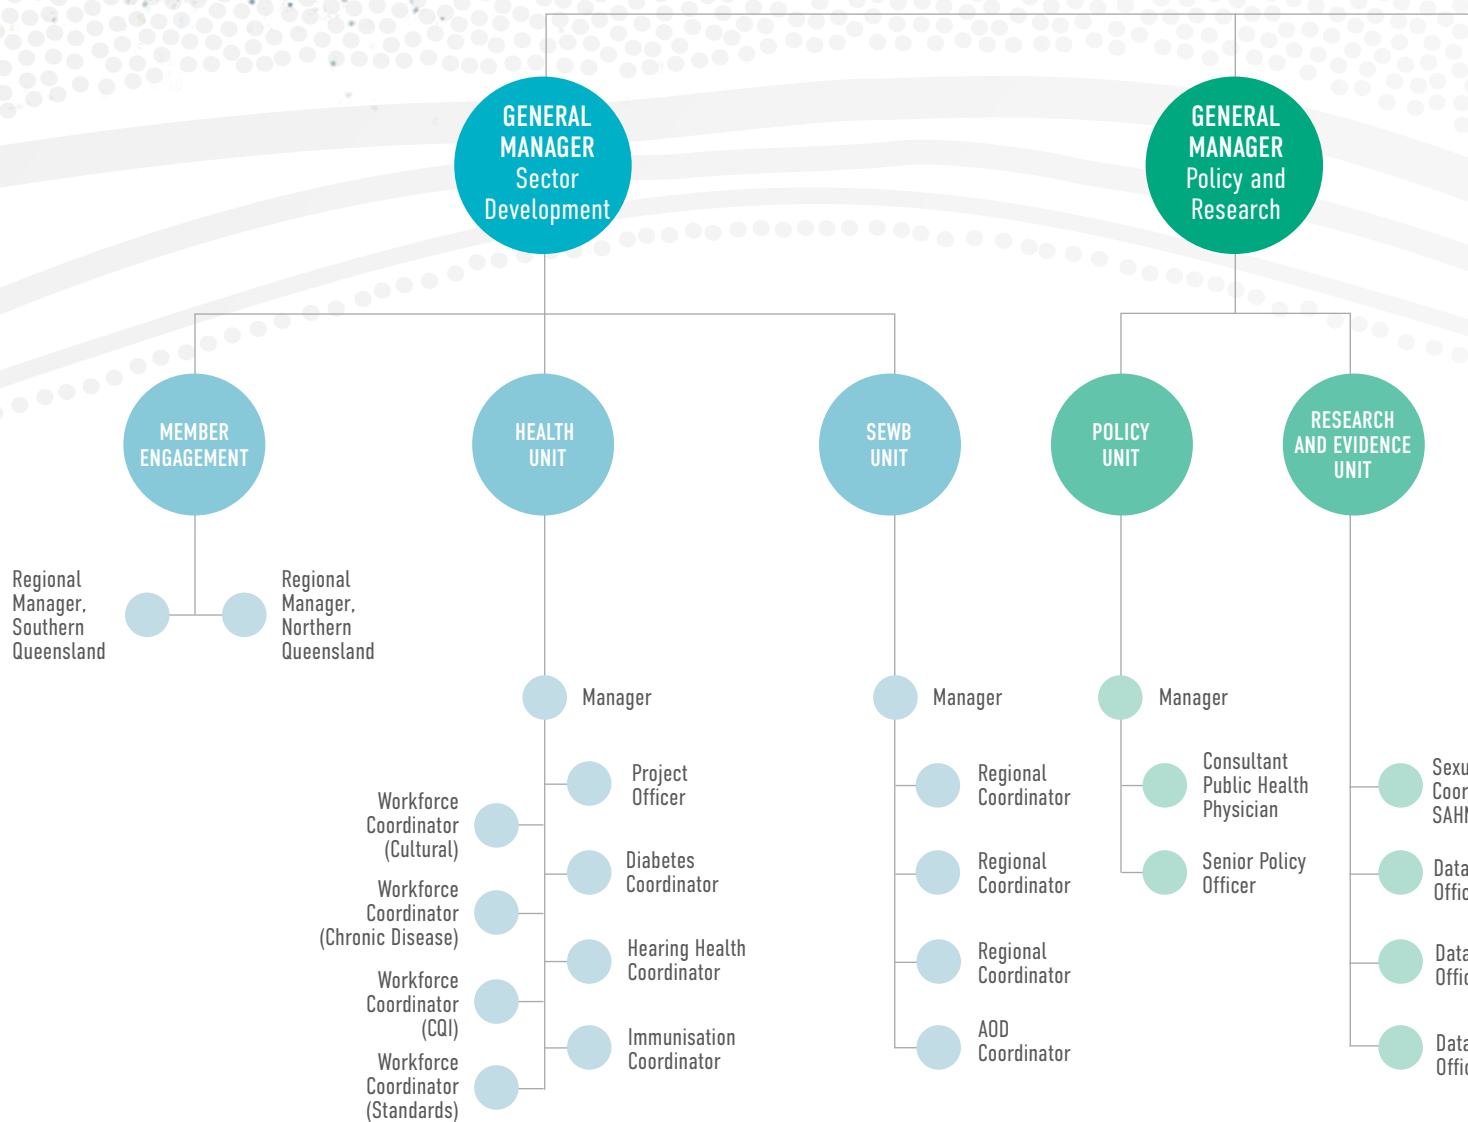 GENERAL
MANAGER
Sector
Development
GENERAL
MANAGER
Policy and
Research
MEMBER
ENGAGEMENT
HEALTH
UNIT
SEWB
UNIT
POLICY
UNIT
RESEARCH
AND EVIDENCE
UNIT
Regional
Manager,
Southern
Queensland
Regional
Manager,
Northern
Queensland
Manager
Project
Officer
Workforce
Coordinator
(Cultural)
Diabetes
Coordinator
Workforce
Coordinator
(Chronic Disease)
Hearing Health
Coordinator
Workforce
Coordinator
(CQI)
Immunisation
Coordinator
Workforce
Coordinator
(Standards)
Manager
Regional
Coordinator
Regional
Coordinator
Regional
Coordinator
AOD
Coordinator
Manager
Consultant
Public Health
Physician
Senior Policy
Officer
Data
Data
Data